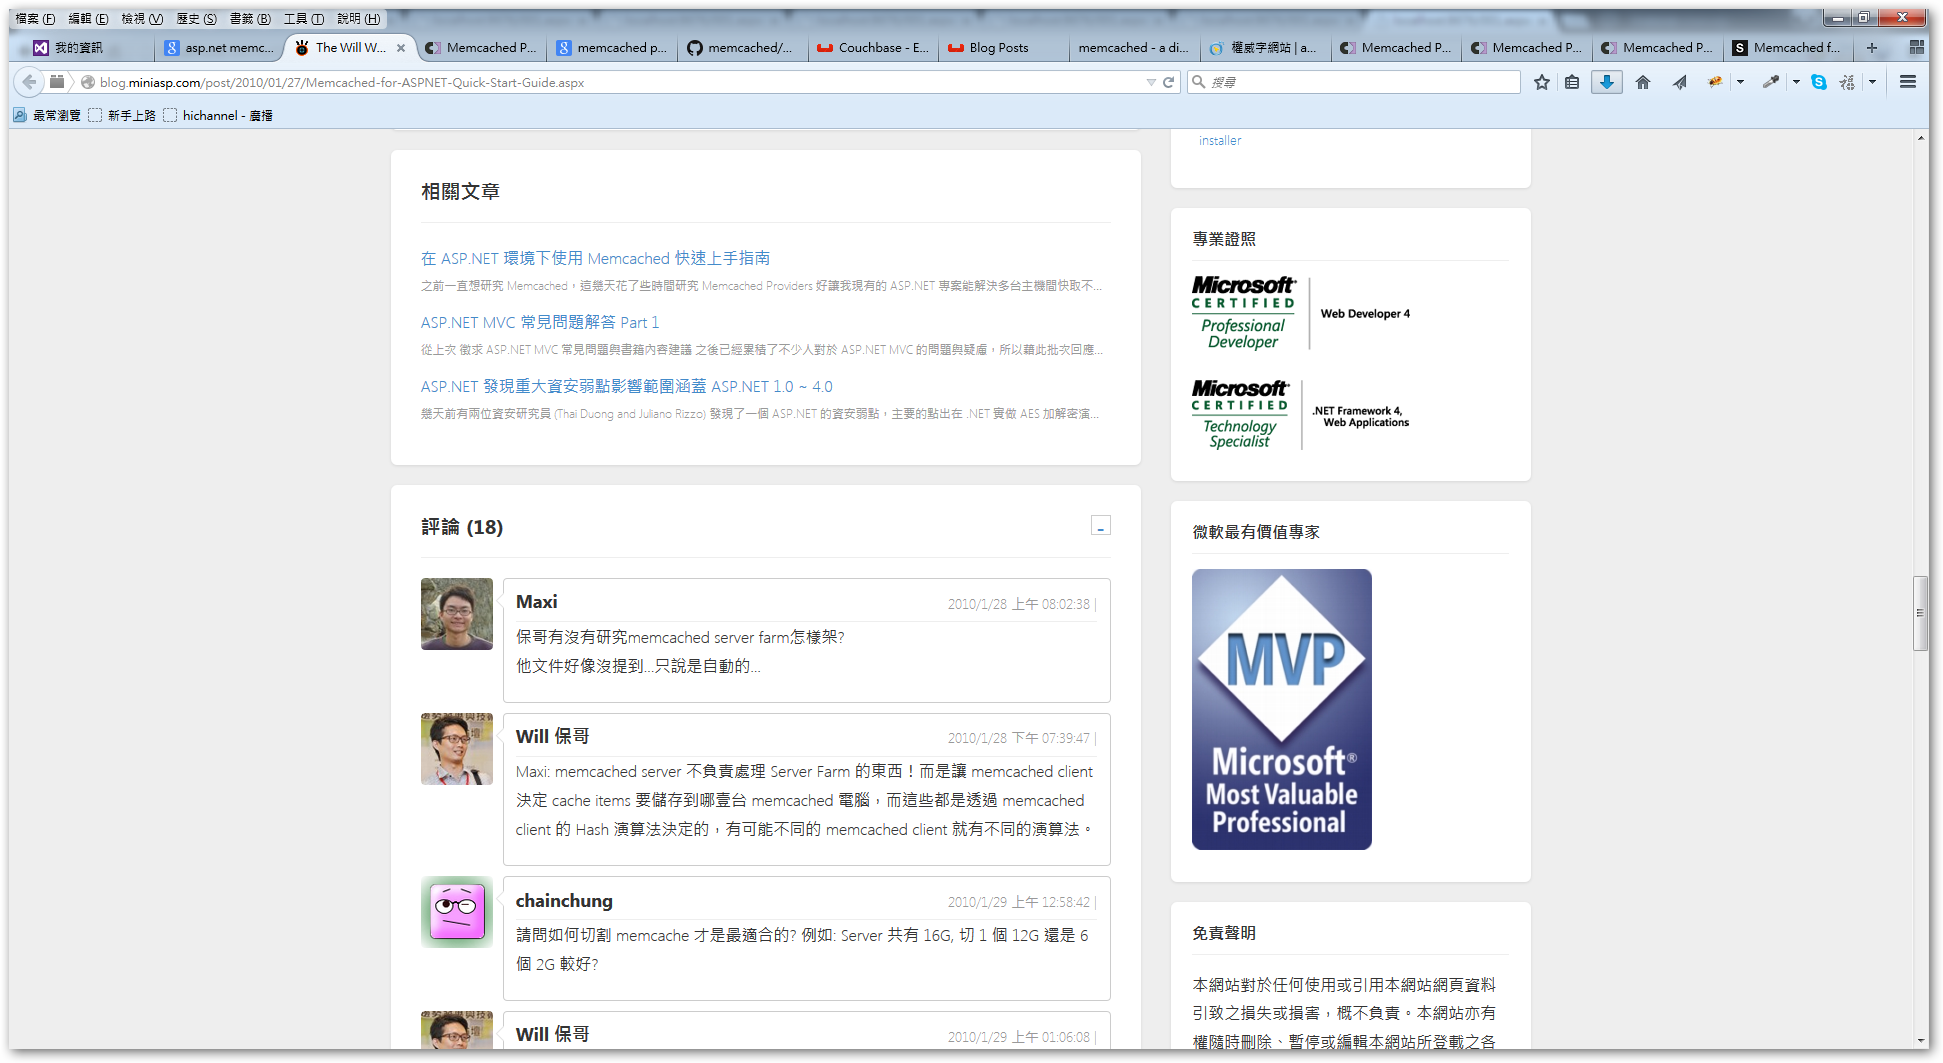 檔案 (F) 編輯 (E) 檢視 (V) 歷史 (S) 書籤 (B) 工具 (T) 說明 (H)
我的資訊 asp.net memc... The Will W... Memcached P... memcached p... memcached/... Couchbase - E... Blog Posts memcached - a di... 權威字網站 | a... Memcached P... Memcached P... Memcached P... Memcached f...
blog.miniasp.com/post/2010/01/27/Memcached-for-ASPNET-Quick-Start-Guide.aspx 搜尋
最常瀏覽 新手上路 hichannel - 廣播
installer
相關文章
在 ASP.NET 環境下使用 Memcached 快速上手指南
之前一直想研究 Memcached，這幾天花了些時間研究 Memcached Providers 好讓我現有的 ASP.NET 專案能解決多台主機間快取不...
ASP.NET MVC 常見問題解答 Part 1
從上次 徵求 ASP.NET MVC 常見問題與書籍內容建議 之後已經累積了不少人對於 ASP.NET MVC 的問題與疑慮，所以藉此批次回應...
ASP.NET 發現重大資安弱點影響範圍涵蓋 ASP.NET 1.0 ~ 4.0
幾天前有兩位資安研究員 (Thai Duong and Juliano Rizzo) 發現了一個 ASP.NET 的資安弱點，主要的點出在 .NET 實做 AES 加解密演...
評論 (18)
Maxi 2010/1/28 上午 08:02:38 |
保哥有沒有研究memcached server farm怎樣架?
他文件好像沒提到...只說是自動的...
Will 保哥 2010/1/28 下午 07:39:47 |
Maxi: memcached server 不負責處理 Server Farm 的東西！而是讓 memcached client
決定 cache items 要儲存到哪壹台 memcached 電腦，而這些都是透過 memcached
client 的 Hash 演算法決定的，有可能不同的 memcached client 就有不同的演算法。
chainchung 2010/1/29 上午 12:58:42 |
請問如何切割 memcache 才是最適合的? 例如: Server 共有 16G, 切 1 個 12G 還是 6
個 2G 較好?
Will 保哥 2010/1/29 上午 01:06:08 |
專業證照
Microsoft
CERTIFIED
Professional
Developer
Web Developer 4
Microsoft
CERTIFIED
Technology
Specialist
.NET Framework 4,
Web Applications
微軟最有價值專家
MVP
Microsoft®
Most Valuable
Professional
免責聲明
本網站對於任何使用或引用本網站網頁資料
引致之損失或損害，概不負責。本網站亦有
權隨時刪除、暫停或編輯本網站所登載之各